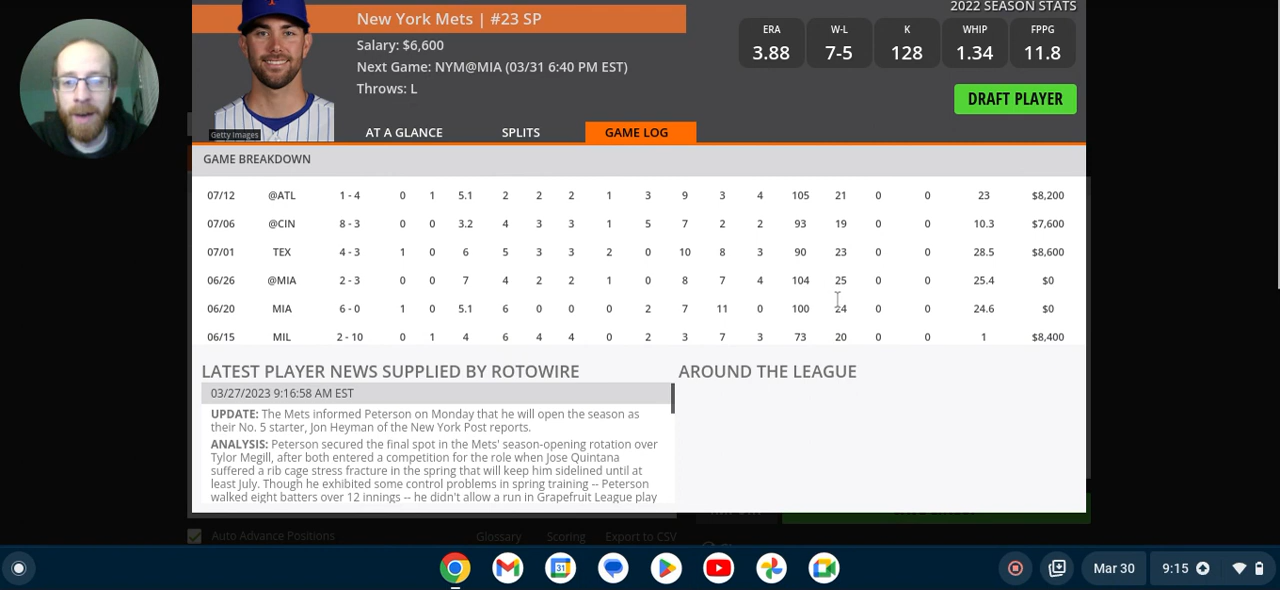 2022 SEASON STATS
New York Mets | #23 SP
Salary: $6,600
Next Game: NYM@MIA (03/31 6:40 PM EST)
Throws: L
ERA W-L K WHIP FPPG
3.88 7-5 128 1.34 11.8
DRAFT PLAYER
Getty Images
AT A GLANCE SPLITS GAME LOG
GAME BREAKDOWN
07/12 @ATL 1 - 4 0 1 5.1 2 2 2 1 3 9 3 4 105 21 0 0 23 $8,200
07/06 @CIN 8 - 3 0 0 3.2 4 3 3 1 5 7 2 2 93 19 0 0 10.3 $7,600
07/01 TEX 4 - 3 1 0 6 5 3 3 2 0 10 8 3 90 23 0 0 28.5 $8,600
06/26 @MIA 2 - 3 0 0 7 4 2 2 1 0 8 7 4 104 25 0 0 25.4 $0
06/20 MIA 6 - 0 1 0 5.1 6 0 0 0 2 7 11 0 100 24 0 0 24.6 $0
06/15 MIL 2 - 10 0 1 4 6 4 4 0 2 3 7 3 73 20 0 0 1 $8,400
LATEST PLAYER NEWS SUPPLIED BY ROTOWIRE
03/27/2023 9:16:58 AM EST
UPDATE: The Mets informed Peterson on Monday that he will open the season as
their No. 5 starter, Jon Heyman of the New York Post reports.
ANALYSIS: Peterson secured the final spot in the Mets' season-opening rotation over
Tylor Megill, after both entered a competition for the role when Jose Quintana
suffered a rib cage stress fracture in the spring that will keep him sidelined until at
least July. Though he exhibited some control problems in spring training -- Peterson
walked eight batters over 12 innings -- he didn't allow a run in Grapefruit League play
AROUND THE LEAGUE
Auto Advance Positions Glossary Scoring Export to CSV
31
Mar 30 9:15